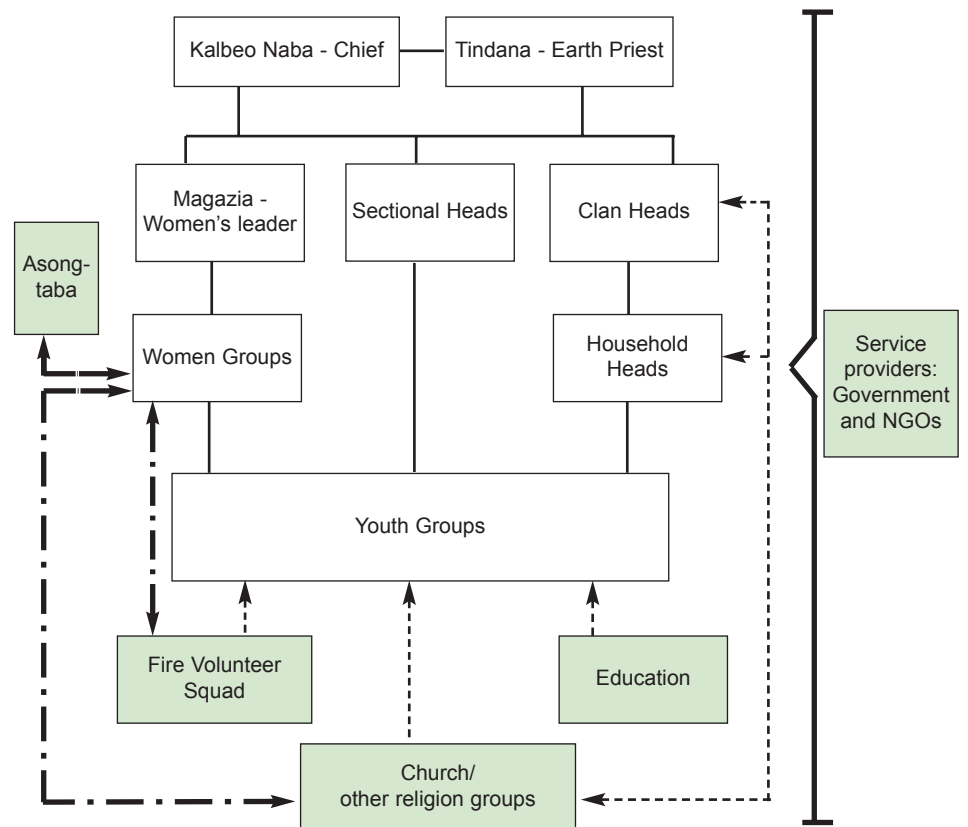 Kalbeo Naba - Chief
Tindana - Earth Priest
Magazia -
Women's leader
Sectional Heads
Clan Heads
Asong-
taba
Women Groups
Household
Heads
Service
providers:
Government
and NGOs
Youth Groups
Fire Volunteer
Squad
Education
Church/
other religion groups